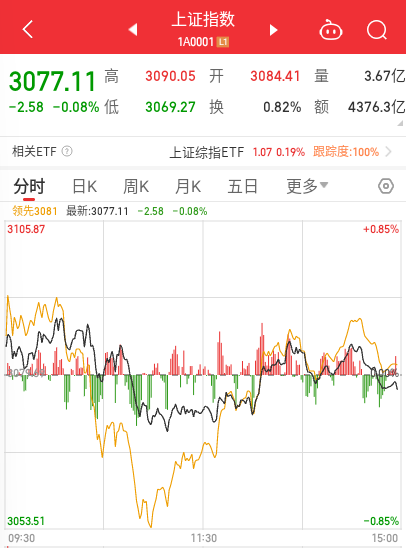 上证指数
1A0001 L1
3077.11 高 3090.05 开 3084.41 量 3.67亿
-2.58 -0.08% 低 3069.27 换 0.82% 额 4376.3亿
相关ETF ? 上证综指ETF 1.07 0.19% 跟踪度:100%
分时 日K 周K 月K 五日 更多
领先3081 最新:3077.11 -2.58 -0.08%
3105.87 +0.85%
3053.51 -0.85%
09:30 11:30 15:00